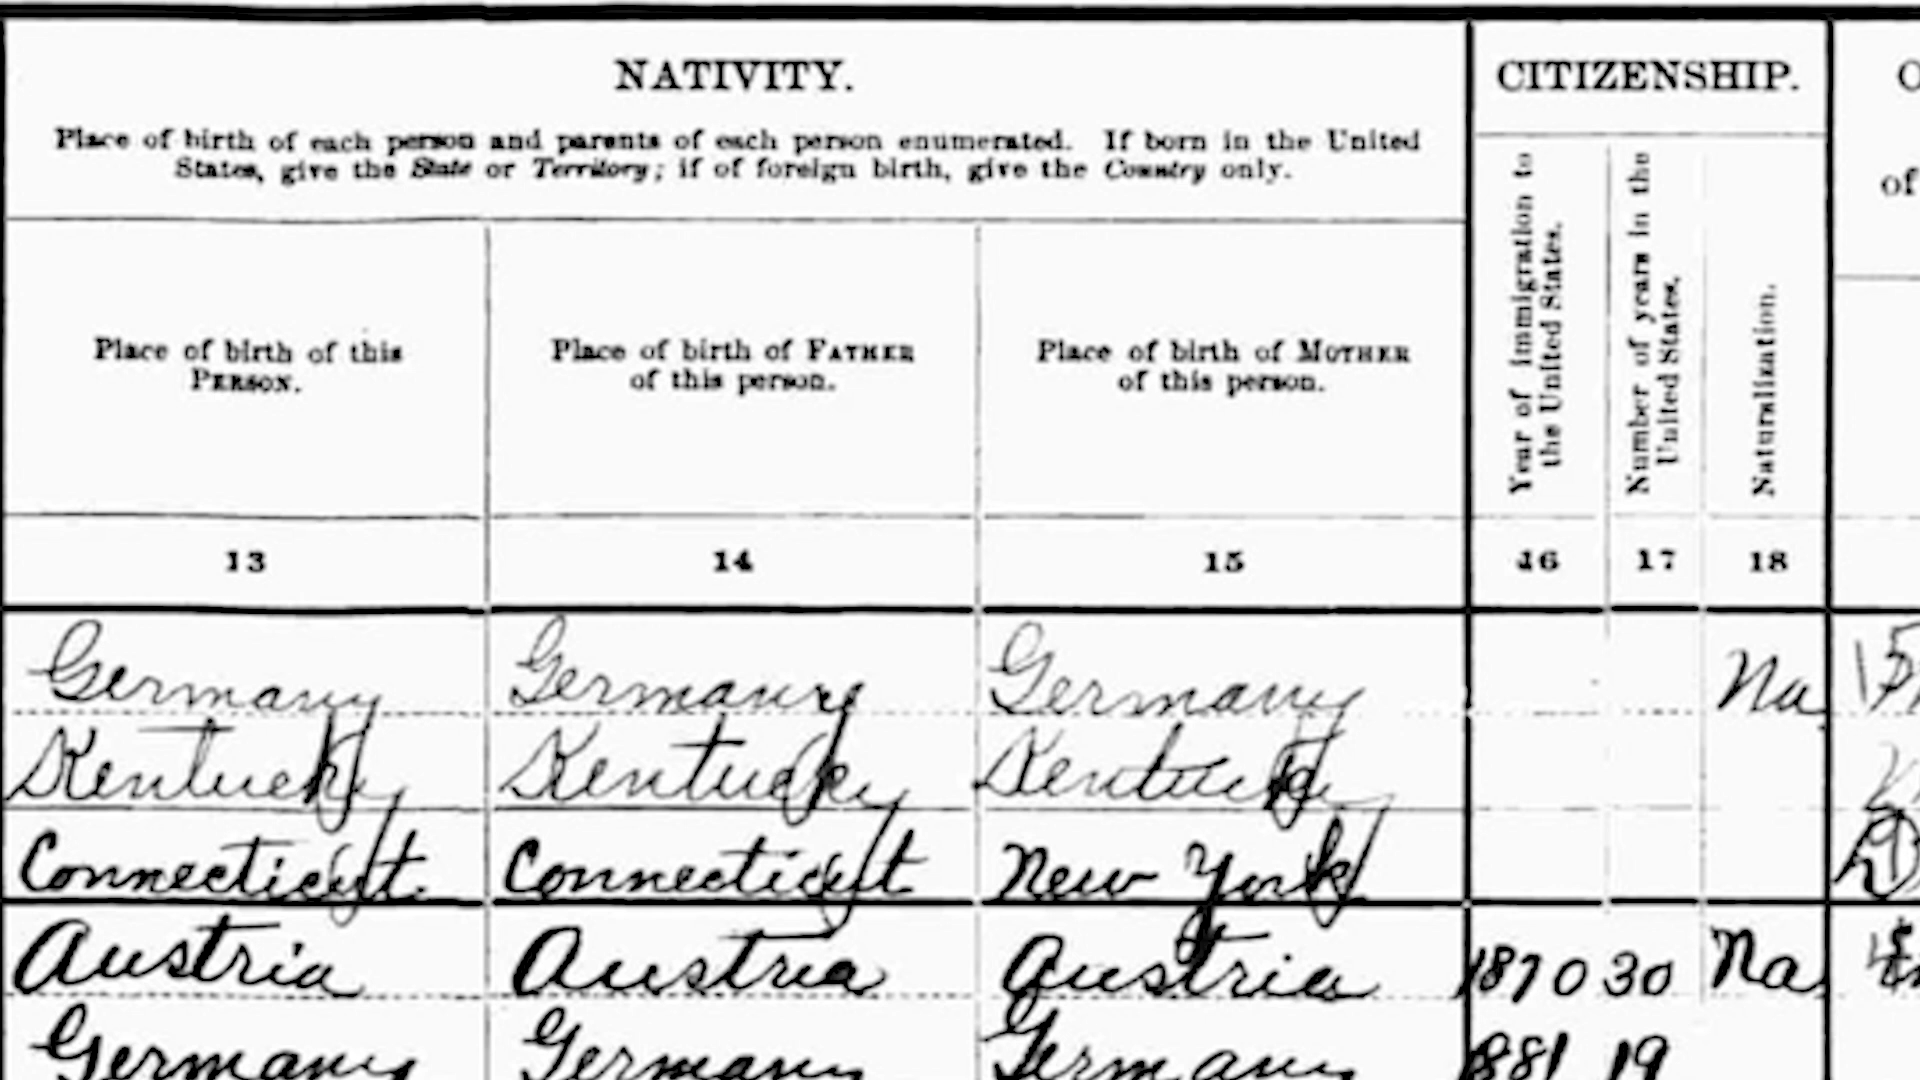 NATIVITY.
CITIZENSHIP.
Place of birth of each person and parents of each person enumerated. If born in the United
States, give the State or Territory; if of foreign birth, give the Country only.
of
Place of birth of this
PERSON.
Place of birth of FATHER
of this person.
Place of birth of MOTHER
of this person.
Year of immigration to
the United States.
Number of years in the
United States.
Naturalization.
13 14 15 16 17 18
Germany Germany Germany Na
Kentucky Kentucky Kentucky
Connecticut Connecticut New York
Austria Austria Austria 1870 30 Na
Germany Germany Germany 1881 19